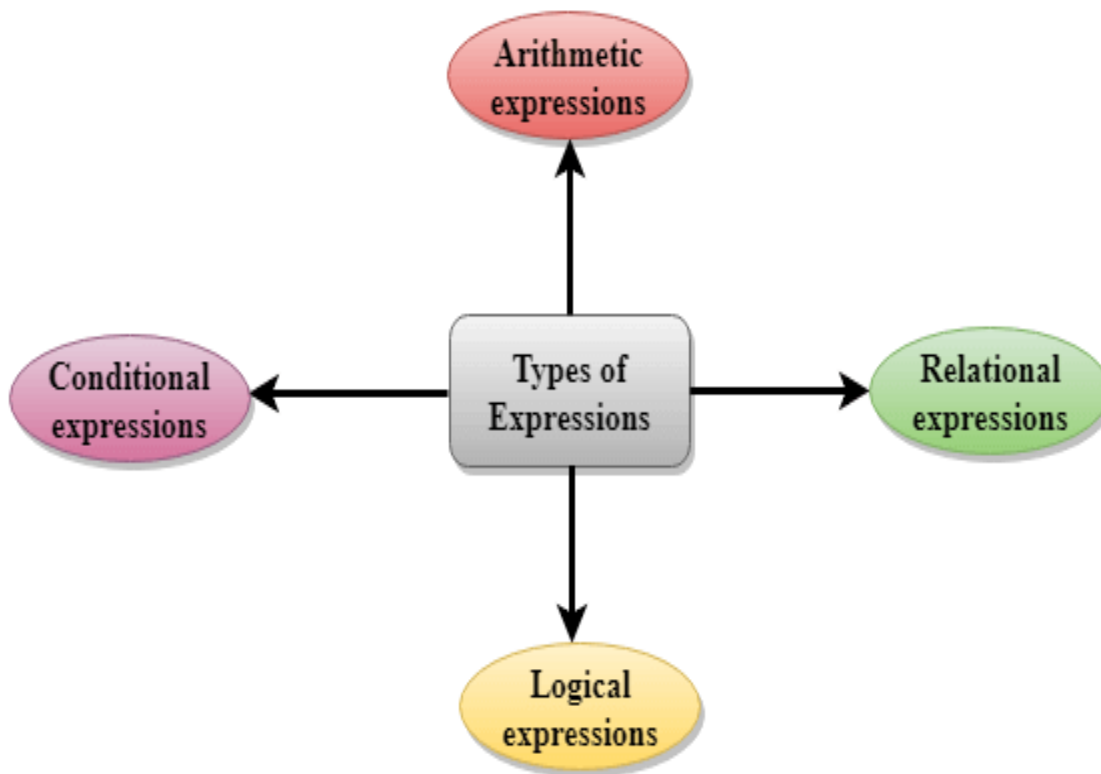 Arithmetic
expressions
Conditional
expressions
Types of
Expressions
Relational
expressions
Logical
expressions